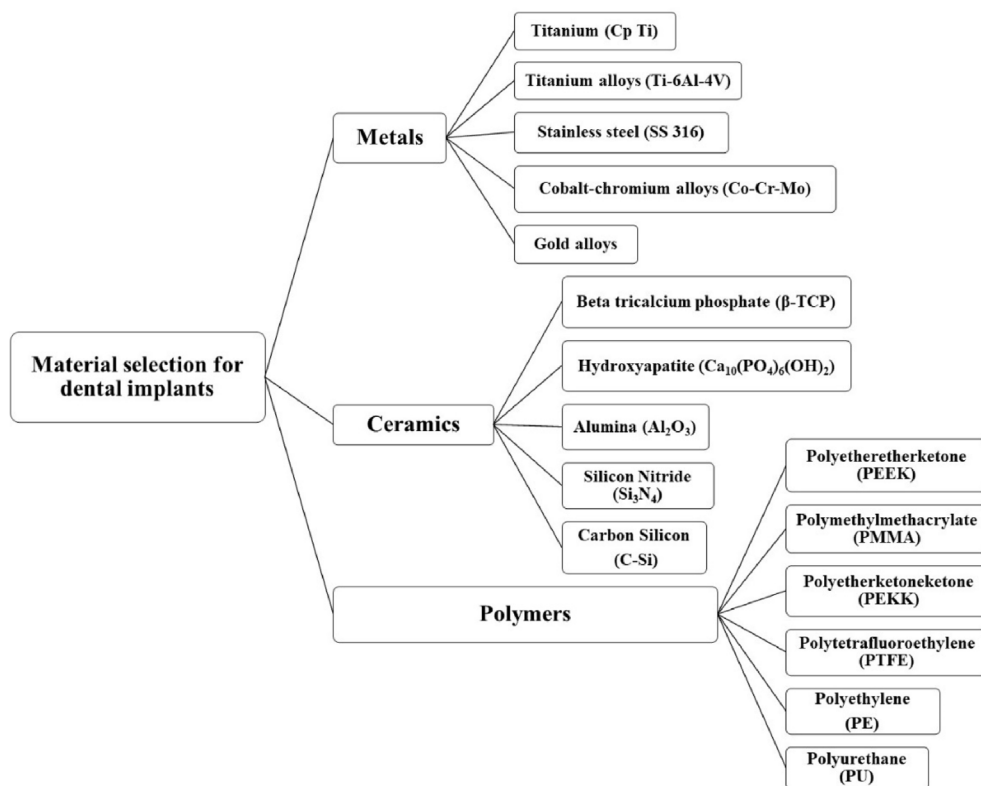 Material selection for
dental implants
Metals
Titanium (Cp Ti)
Titanium alloys (Ti-6Al-4V)
Stainless steel (SS 316)
Cobalt-chromium alloys (Co-Cr-Mo)
Gold alloys
Ceramics
Beta tricalcium phosphate (β-TCP)
Hydroxyapatite (Ca₁₀(PO₄)₆(OH)₂)
Alumina (Al₂O₃)
Silicon Nitride
(Si₃N₄)
Carbon Silicon
(C-Si)
Polymers
Polyetheretherketone
(PEEK)
Polymethylmethacrylate
(PMMA)
Polyetherketoneketone
(PEKK)
Polytetrafluoroethylene
(PTFE)
Polyethylene
(PE)
Polyurethane
(PU)